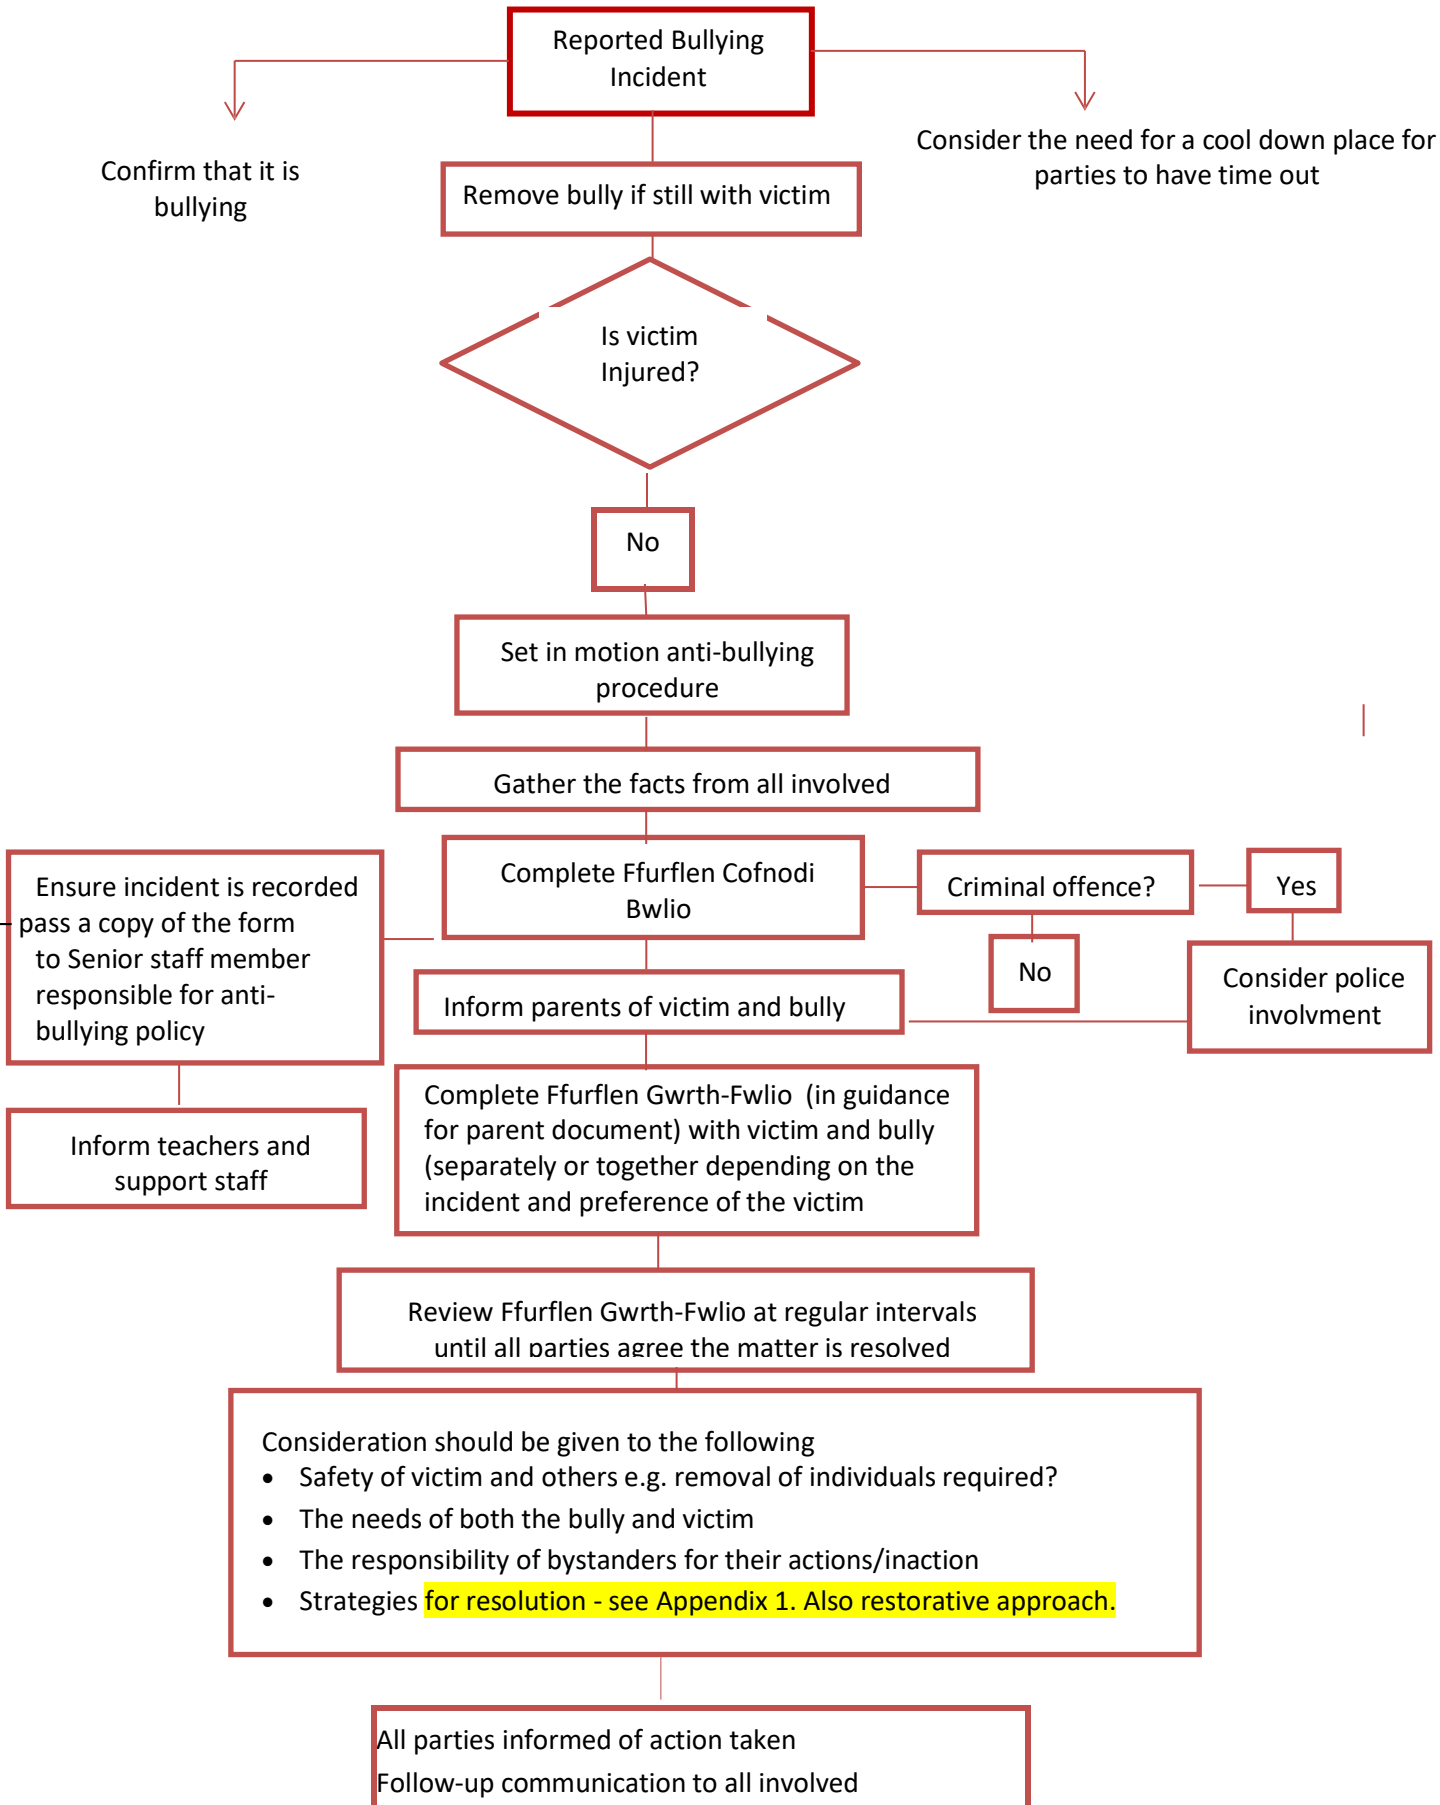 Reported Bullying
Incident
Confirm that it is
bullying
Consider the need for a cool down place for
parties to have time out
Remove bully if still with victim
Is victim
Injured?
No
Set in motion anti-bullying
procedure
Gather the facts from all involved
Ensure incident is recorded
– pass a copy of the form
to Senior staff member
responsible for anti-
bullying policy
Complete Ffurflen Cofnodi
Bwlio
Criminal offence?
Yes
No
Consider police
involvment
Inform parents of victim and bully
Inform teachers and
support staff
Complete Ffurflen Gwrth-Fwlio (in guidance
for parent document) with victim and bully
(separately or together depending on the
incident and preference of the victim
Review Ffurflen Gwrth-Fwlio at regular intervals
until all parties agree the matter is resolved
Consideration should be given to the following
• Safety of victim and others e.g. removal of individuals required?
• The needs of both the bully and victim
• The responsibility of bystanders for their actions/inaction
• Strategies for resolution - see Appendix 1. Also restorative approach.
All parties informed of action taken
Follow-up communication to all involved